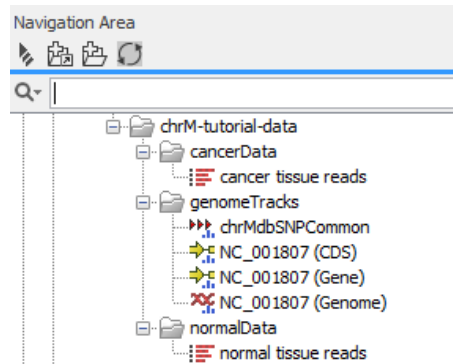 Navigation Area
chrM-tutorial-data
cancerData
cancer tissue reads
genomeTracks
chrMdbSNPCommon
NC_001807 (CDS)
NC_001807 (Gene)
NC_001807 (Genome)
normalData
normal tissue reads